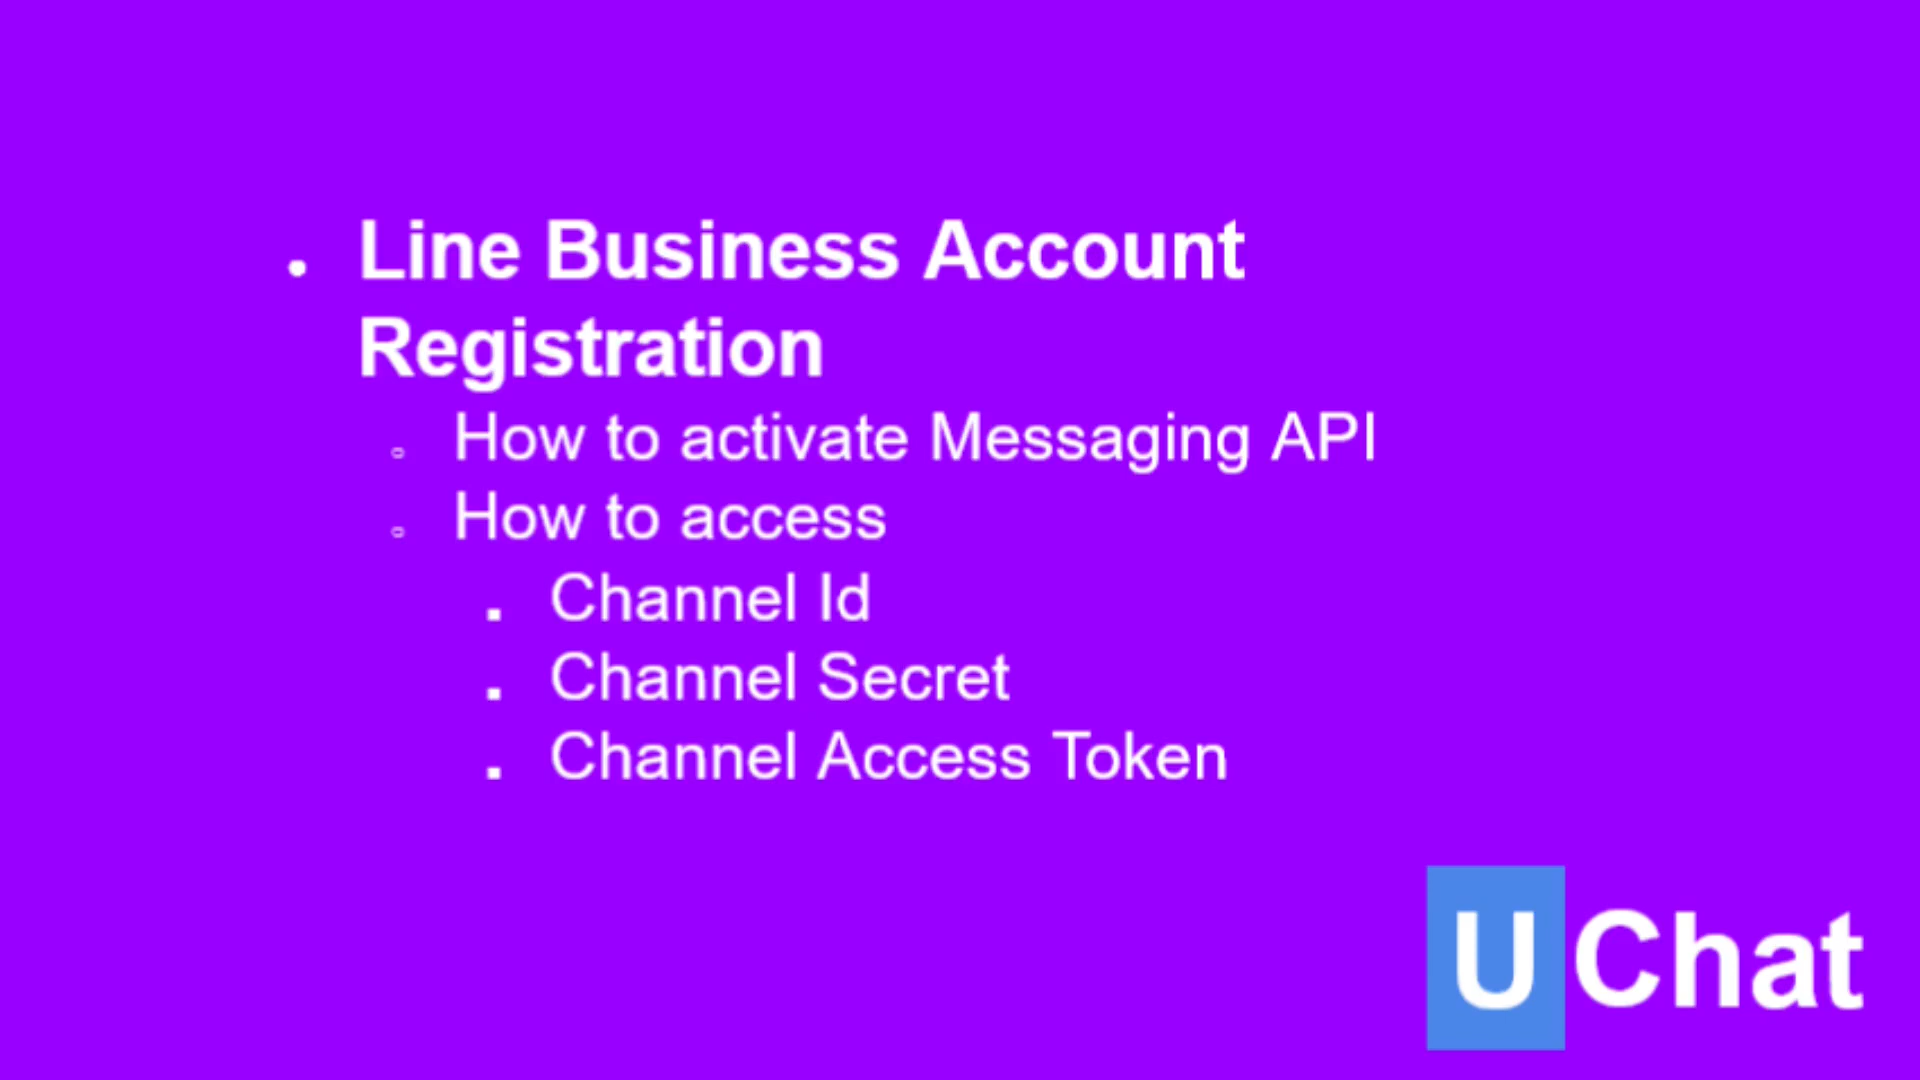 Line Business Account
Registration
How to activate Messaging API
How to access
Channel Id
Channel Secret
Channel Access Token
UChat